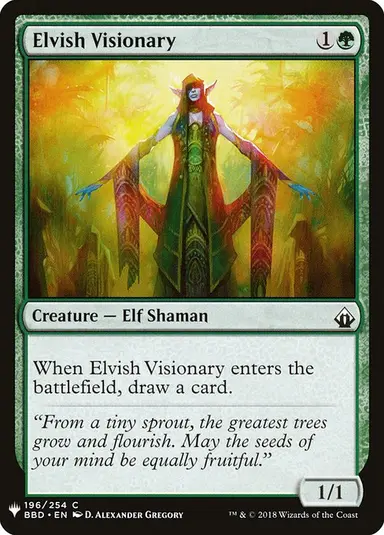 Elvish Visionary 1
Creature — Elf Shaman
When Elvish Visionary enters the
battlefield, draw a card.
“From a tiny sprout, the greatest trees
grow and flourish. May the seeds of
your mind be equally fruitful.”
1/1
196/254 C
BBD • EN D. Alexander Gregory
™ & © 2018 Wizards of the Coast